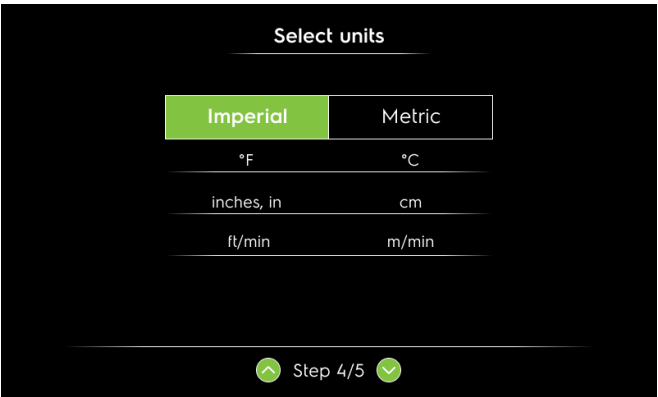 Select units
Imperial Metric
°F °C
inches, in cm
ft/min m/min
Step 4/5